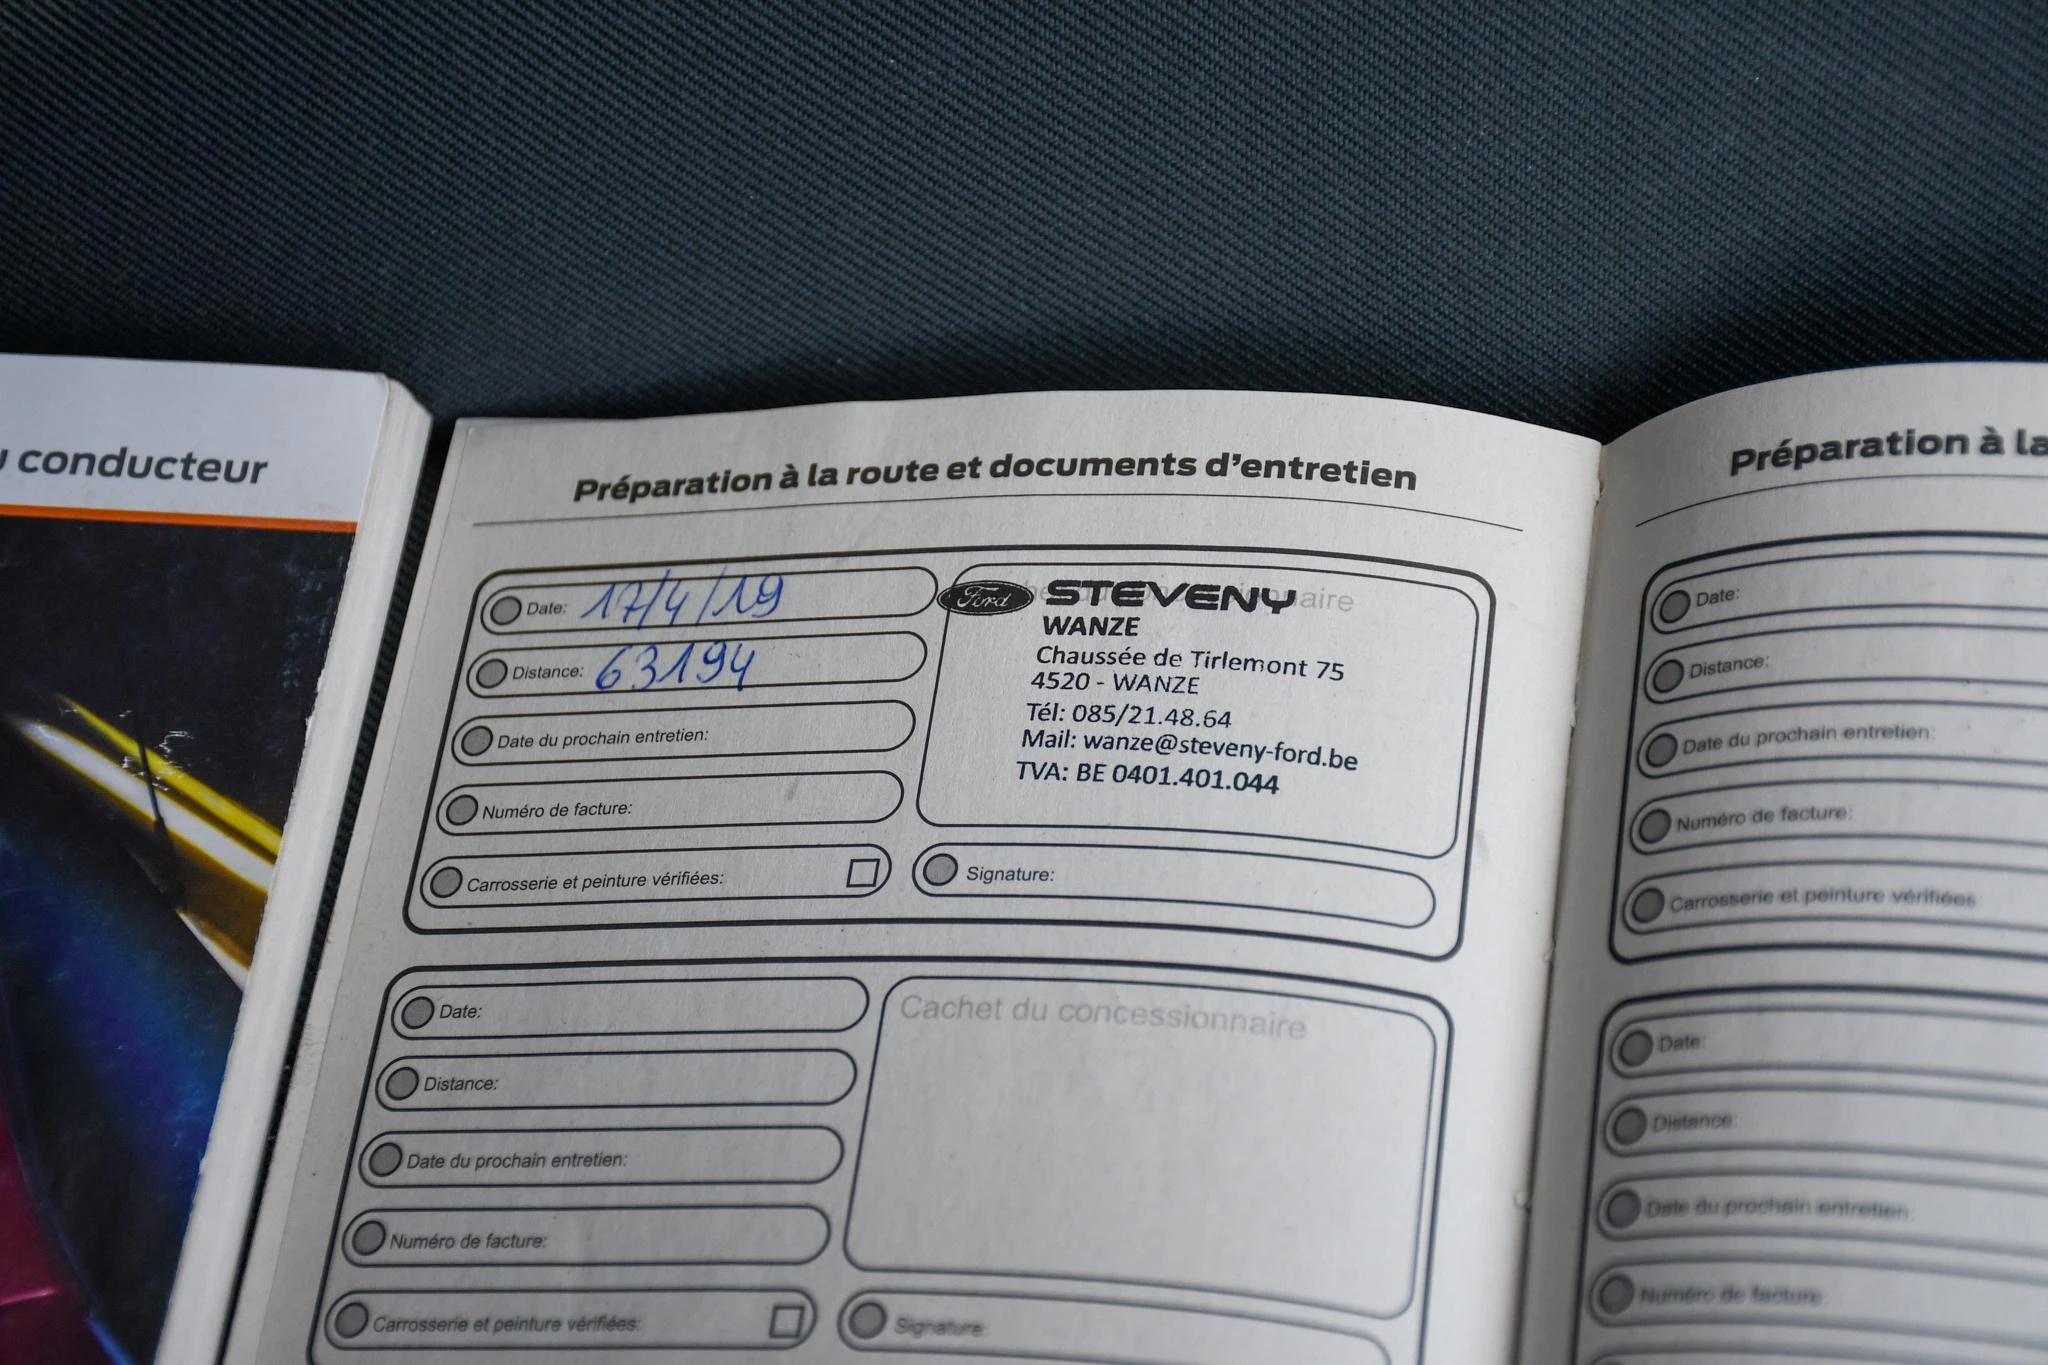 conducteur
Préparation à la route et documents d'entretien
Date: 17/4/19
Distance: 63194
Date du prochain entretien:
Numéro de facture:
Carrosserie et peinture vérifiées:
Ford STEVENY
WANZE
Chaussée de Tirlemont 75
4520 - WANZE
Tél: 085/21.48.64
Mail: wanze@steveny-ford.be
TVA: BE 0401.401.044
Signature:
Date:
Distance:
Date du prochain entretien:
Numéro de facture:
Carrosserie et peinture vérifiées:
Cachet du concessionnaire
Signature:
Préparation à la
Date:
Distance:
Date du prochain entretien:
Numéro de facture:
Carrosserie et peinture vérifiées
Date:
Distance:
Date du prochain entretien:
Numéro de facture: